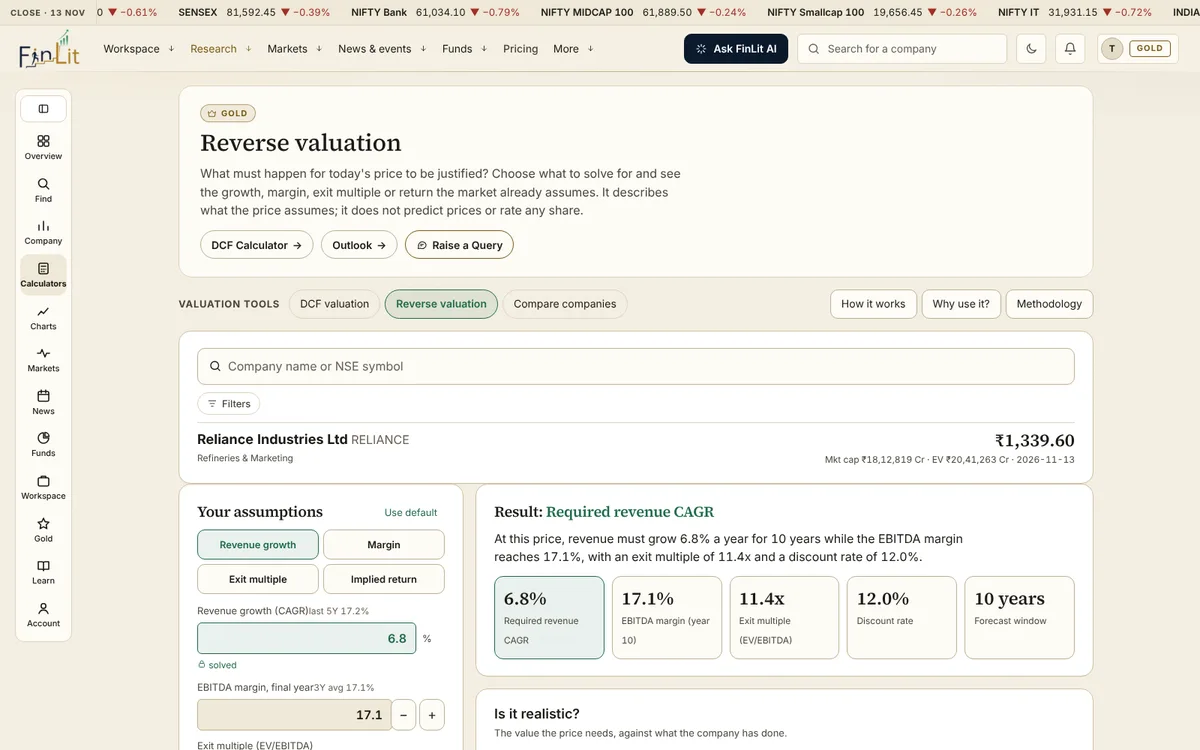 CLOSE · 13 NOV 0 ▼ −0.61% SENSEX 81,592.45 ▼ −0.39% NIFTY Bank 61,034.10 ▼ −0.79% NIFTY MIDCAP 100 61,889.50 ▼ −0.24% NIFTY Smallcap 100 19,656.45 ▼ −0.26% NIFTY IT 31,931.15 ▼ −0.72% INDIA
FinLit Workspace ↓ Research ↓ Markets ↓ News & events ↓ Funds ↓ Pricing More ↓ Ask FinLit AI Search for a company T GOLD
Overview
Find
Company
Calculators
Charts
Markets
News
Funds
Workspace
Gold
Learn
Account
GOLD
Reverse valuation
What must happen for today's price to be justified? Choose what to solve for and see
the growth, margin, exit multiple or return the market already assumes. It describes
what the price assumes; it does not predict prices or rate any share.
DCF Calculator → Outlook → Raise a Query
VALUATION TOOLS DCF valuation Reverse valuation Compare companies How it works Why use it? Methodology
Company name or NSE symbol
Filters
Reliance Industries Ltd RELIANCE ₹1,339.60
Refineries & Marketing Mkt cap ₹18,12,819 Cr · EV ₹20,41,263 Cr · 2026-11-13
Your assumptions Use default
Revenue growth Margin
Exit multiple Implied return
Revenue growth (CAGR)last 5Y 17.2%
6.8 %
solved
EBITDA margin, final year3Y avg 17.1%
17.1 − +
Exit multiple (EV/EBITDA)
Result: Required revenue CAGR
At this price, revenue must grow 6.8% a year for 10 years while the EBITDA margin
reaches 17.1%, with an exit multiple of 11.4x and a discount rate of 12.0%.
6.8% 17.1% 11.4x 12.0% 10 years
Required revenue EBITDA margin (year Exit multiple Discount rate Forecast window
CAGR 10) (EV/EBITDA)
Is it realistic?
The value the price needs, against what the company has done.